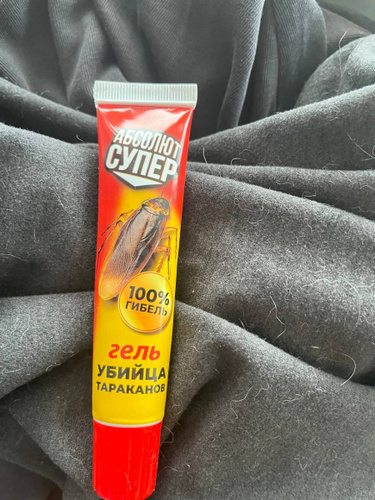 АБСОЛЮТ
СУПЕР
100%
ГИБЕЛЬ
гель
УБИЙЦА
ТАРАКАНОВ